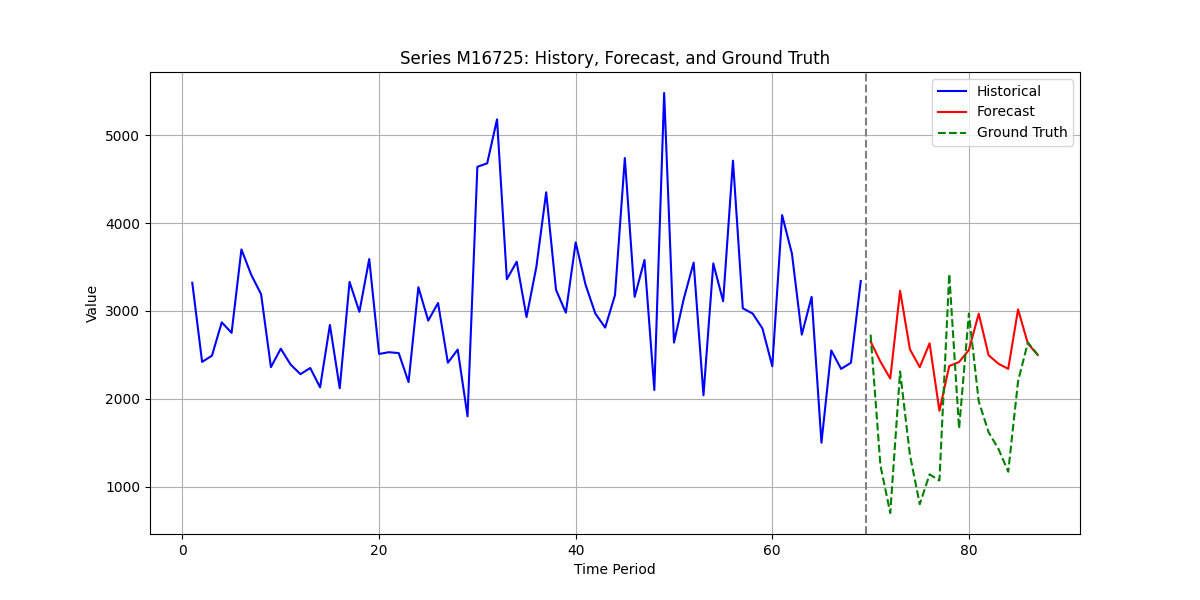 Series M16725: History, Forecast, and Ground Truth
Historical
Forecast
Ground Truth
5000
4000
3000
2000
1000
Value
0 20 40 60 80
Time Period